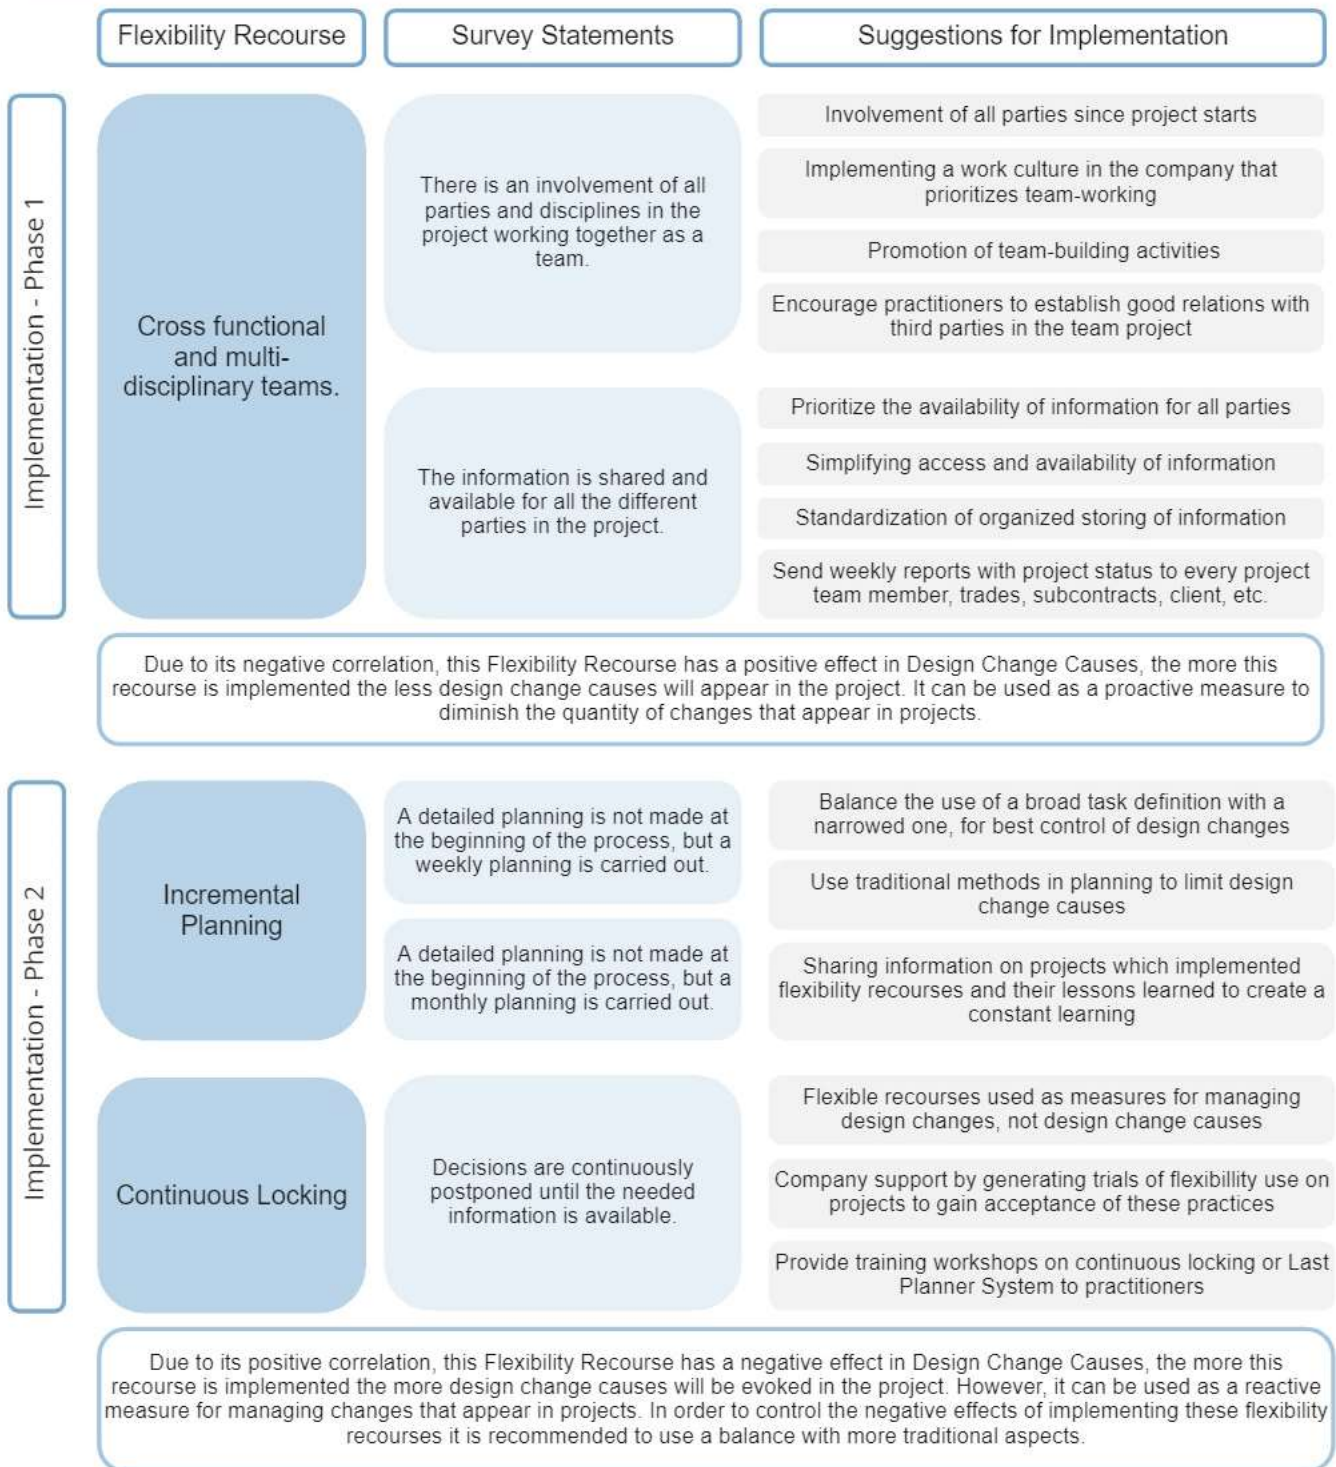 Flexibility Recourse
Survey Statements
Suggestions for Implementation
Implementation - Phase 1
Cross functional
and multi-
disciplinary teams.
There is an involvement of all
parties and disciplines in the
project working together as a
team.
Involvement of all parties since project starts
Implementing a work culture in the company that
prioritizes team-working
Promotion of team-building activities
Encourage practitioners to establish good relations with
third parties in the team project
The information is shared and
available for all the different
parties in the project.
Prioritize the availability of information for all parties
Simplifying access and availability of information
Standardization of organized storing of information
Send weekly reports with project status to every project
team member, trades, subcontracts, client, etc.
Due to its negative correlation, this Flexibility Recourse has a positive effect in Design Change Causes, the more this
recourse is implemented the less design change causes will appear in the project. It can be used as a proactive measure to
diminish the quantity of changes that appear in projects.
Implementation - Phase 2
Incremental
Planning
A detailed planning is not made at
the beginning of the process, but a
weekly planning is carried out.
A detailed planning is not made at
the beginning of the process, but a
monthly planning is carried out.
Balance the use of a broad task definition with a
narrowed one, for best control of design changes
Use traditional methods in planning to limit design
change causes
Sharing information on projects which implemented
flexibility recourses and their lessons learned to create a
constant learning
Continuous Locking
Decisions are continuously
postponed until the needed
information is available.
Flexible recourses used as measures for managing
design changes, not design change causes
Company support by generating trials of flexibillity use on
projects to gain acceptance of these practices
Provide training workshops on continuous locking or Last
Planner System to practitioners
Due to its positive correlation, this Flexibility Recourse has a negative effect in Design Change Causes, the more this
recourse is implemented the more design change causes will be evoked in the project. However, it can be used as a reactive
measure for managing changes that appear in projects. In order to control the negative effects of implementing these flexibility
recourses it is recommended to use a balance with more traditional aspects.